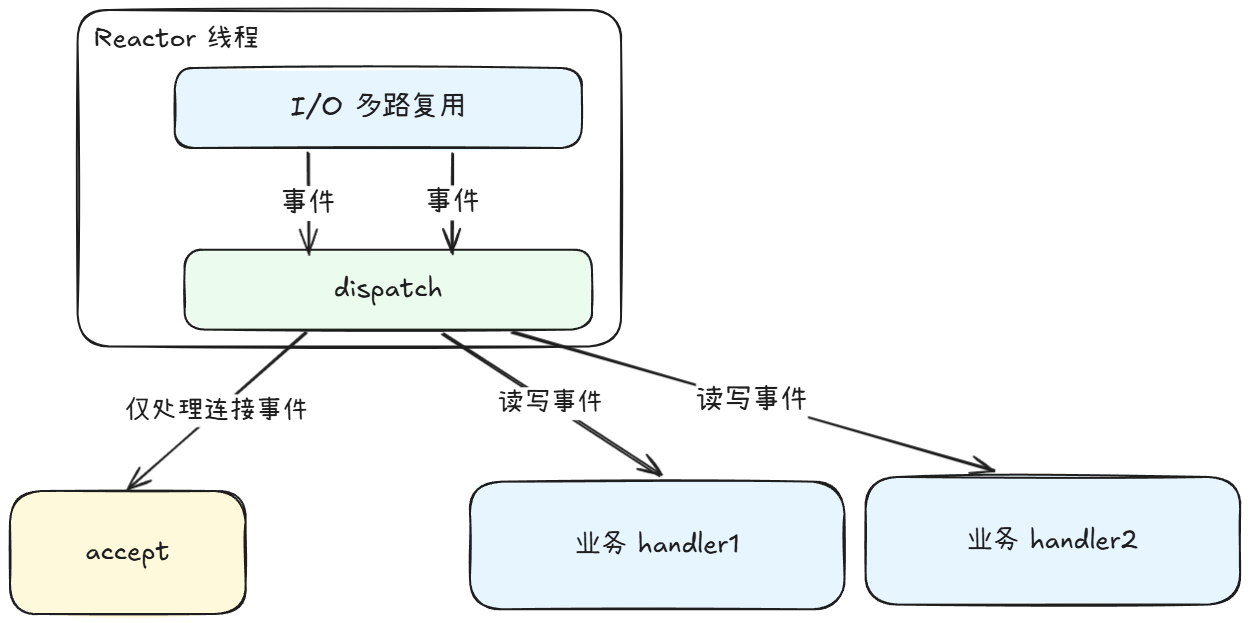 Reactor 线程
I/O 多路复用
事件
事件
dispatch
仅处理连接事件
读写事件
读写事件
accept
业务 handler1
业务 handler2